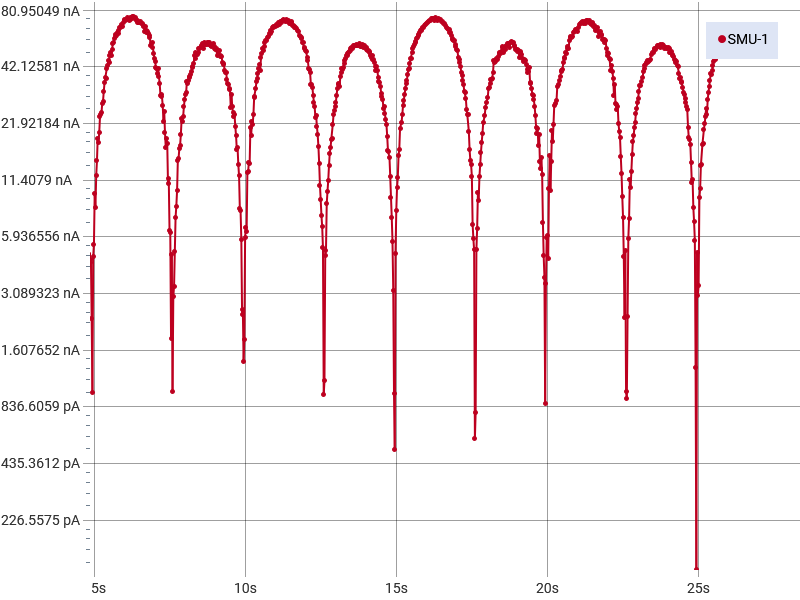 80.95049 nA
42.12581 nA
21.92184 nA
11.4079 nA
5.936556 nA
3.089323 nA
1.607652 nA
836.6059 pA
435.3612 pA
226.5575 pA
5s
10s
15s
20s
25s
SMU-1